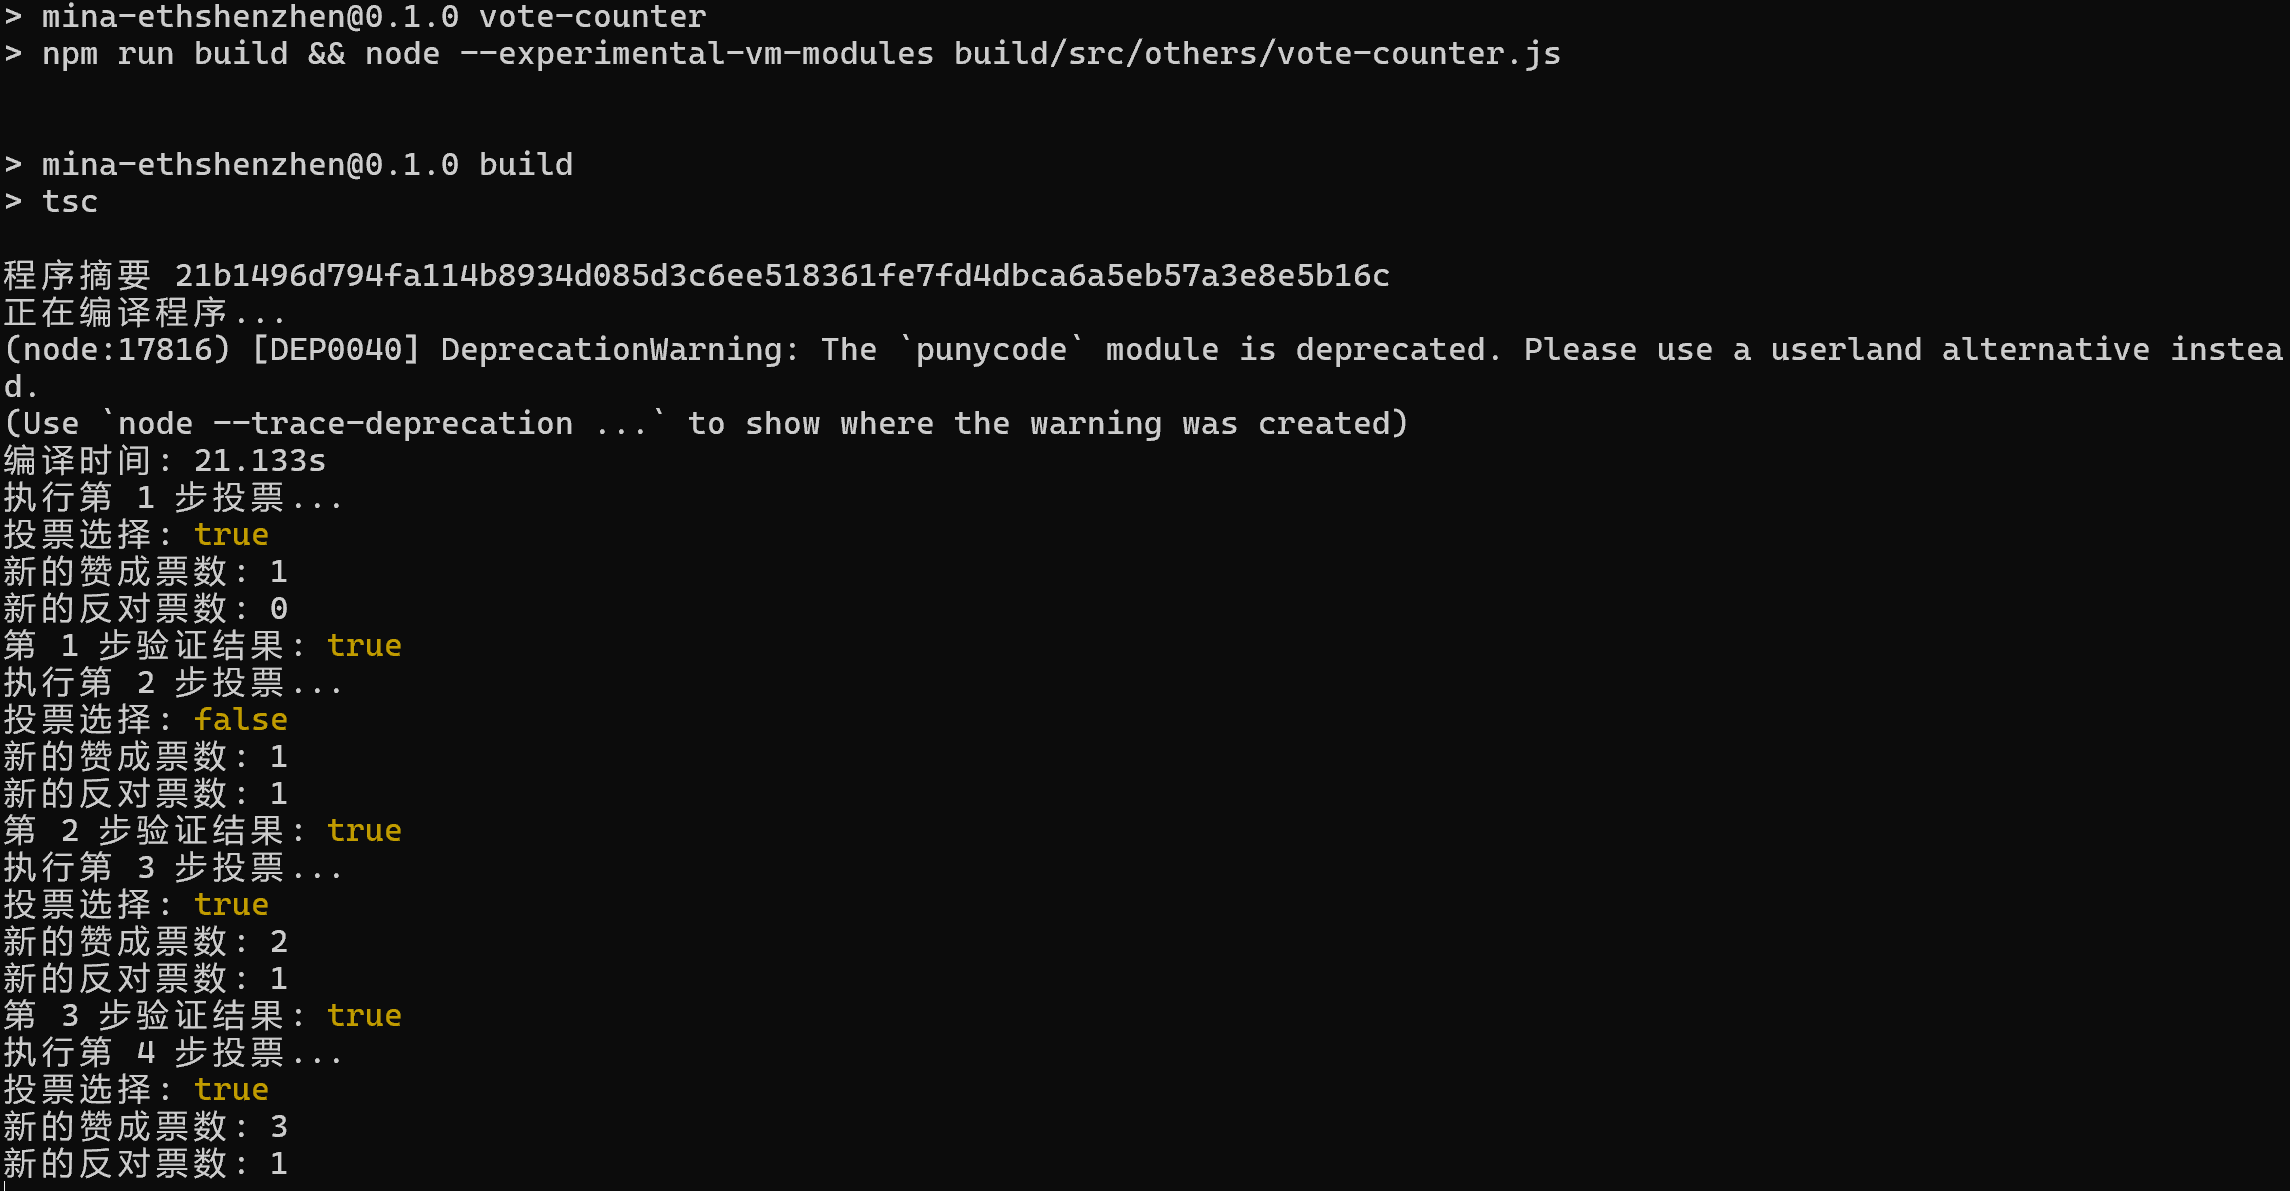 > mina-ethshenzhen@0.1.0 vote-counter
> npm run build && node --experimental-vm-modules build/src/others/vote-counter.js
> mina-ethshenzhen@0.1.0 build
> tsc
程序摘要 21b1496d794fa114b8934d085d3c6ee518361fe7fd4dbca6a5eb57a3e8e5b16c
正在编译程序...
(node:17816) [DEP0040] DeprecationWarning: The `punycode` module is deprecated. Please use a userland alternative instea
d.
(Use `node --trace-deprecation ...` to show where the warning was created)
编译时间: 21.133s
执行第 1 步投票...
投票选择: true
新的赞成票数: 1
新的反对票数: 0
第 1 步验证结果: true
执行第 2 步投票...
投票选择: false
新的赞成票数: 1
新的反对票数: 1
第 2 步验证结果: true
执行第 3 步投票...
投票选择: true
新的赞成票数: 2
新的反对票数: 1
第 3 步验证结果: true
执行第 4 步投票...
投票选择: true
新的赞成票数: 3
新的反对票数: 1